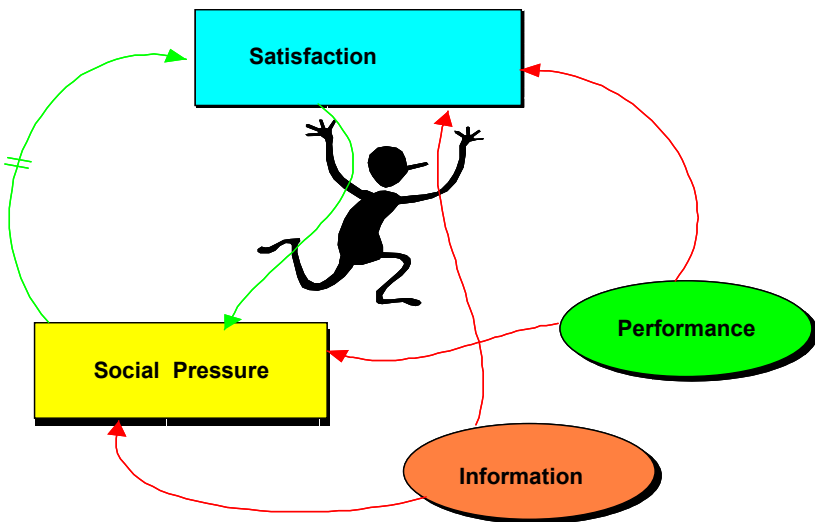 Satisfaction
Performance
Social Pressure
Information